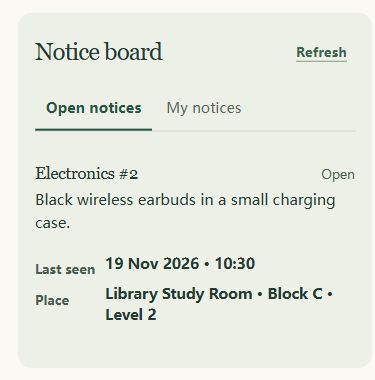 Notice board
Refresh
Open notices
My notices
Electronics #2
Open
Black wireless earbuds in a small charging
case.
Last seen 19 Nov 2026 • 10:30
Place Library Study Room • Block C •
Level 2